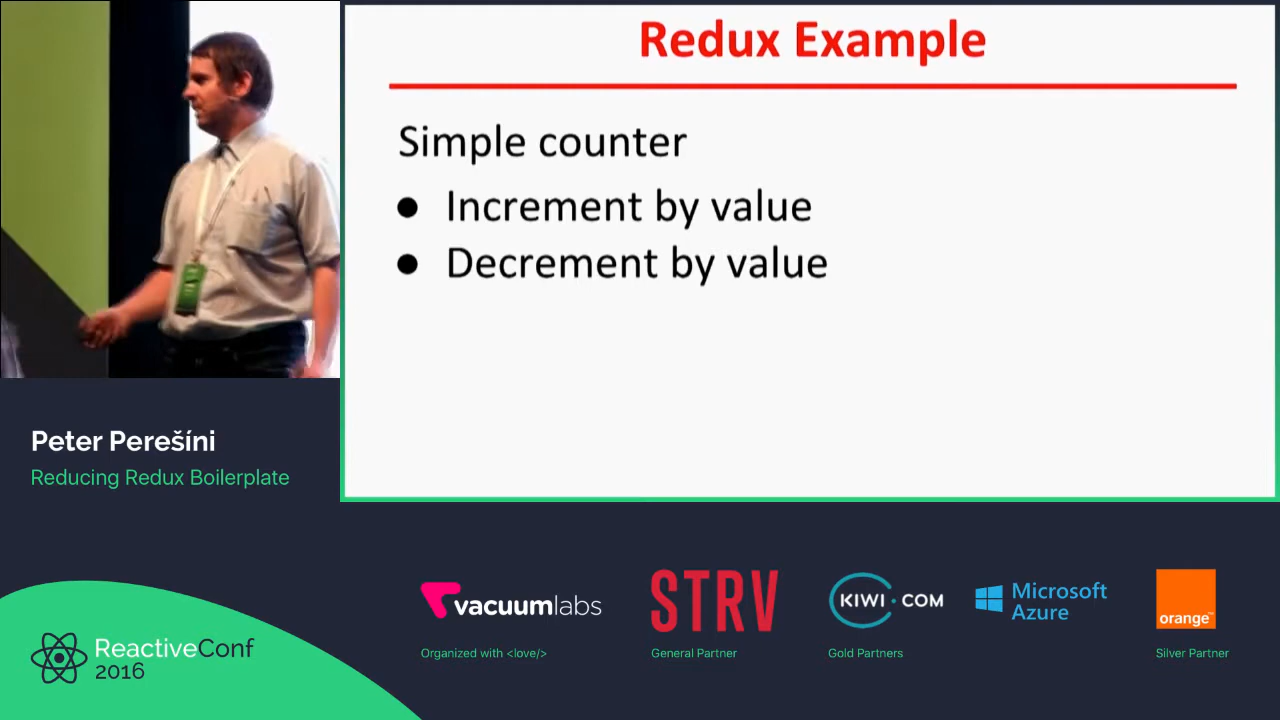 Redux Example
Simple counter
● Increment by value
● Decrement by value
Peter Perešíni
Reducing Redux Boilerplate
vacuumlabs
Organized with <love/>
STRV
General Partner
KIWI.COM
Gold Partners
Microsoft
Azure
orange™
Silver Partner
ReactiveConf
2016